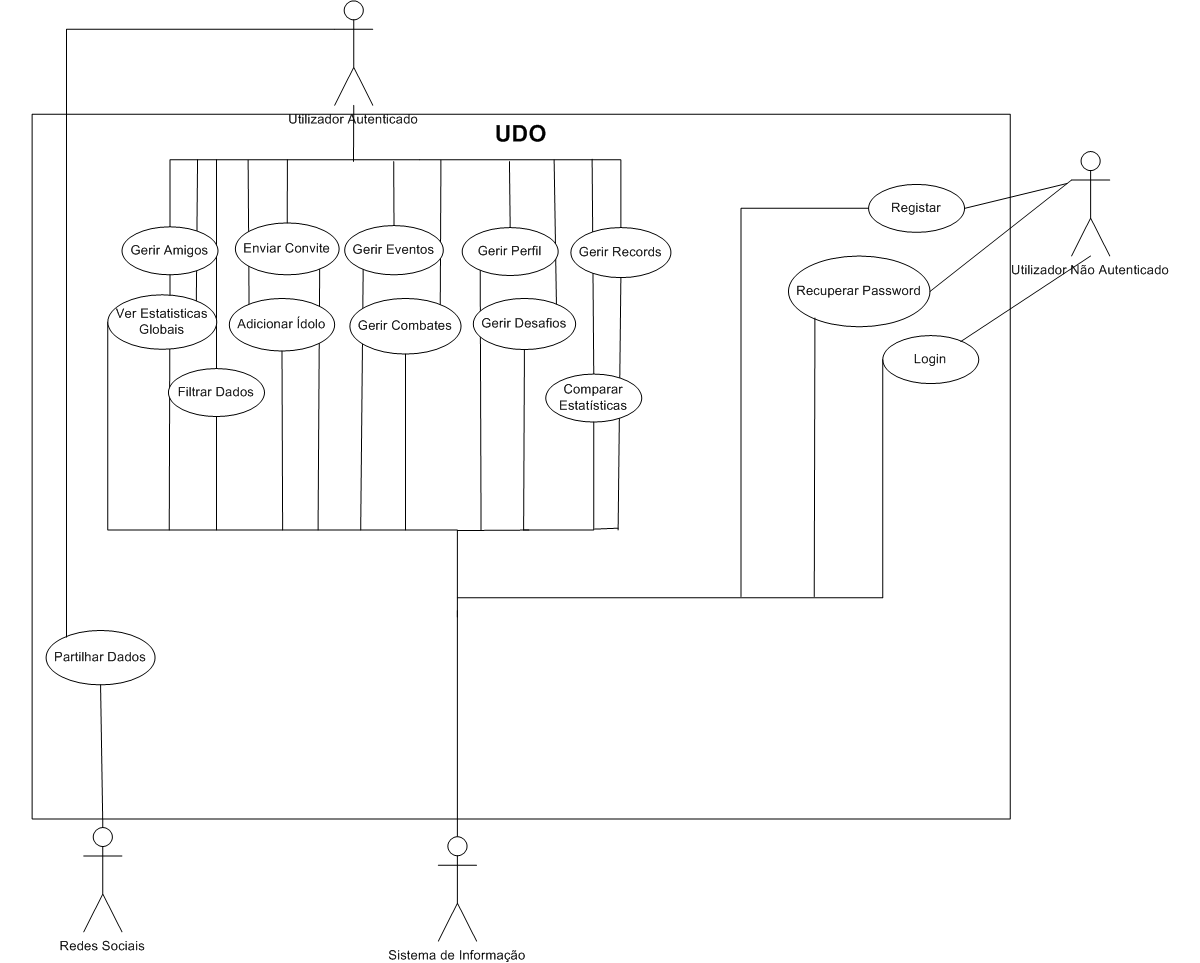 Utilizador Autenticado
UDO
Registar
Gerir Amigos
Enviar Convite
Gerir Eventos
Gerir Perfil
Gerir Records
Utilizador Não Autenticado
Recuperar Password
Ver Estatisticas
Globais
Adicionar Ídolo
Gerir Combates
Gerir Desafios
Login
Filtrar Dados
Comparar
Estatísticas
Partilhar Dados
Redes Sociais
Sistema de Informação